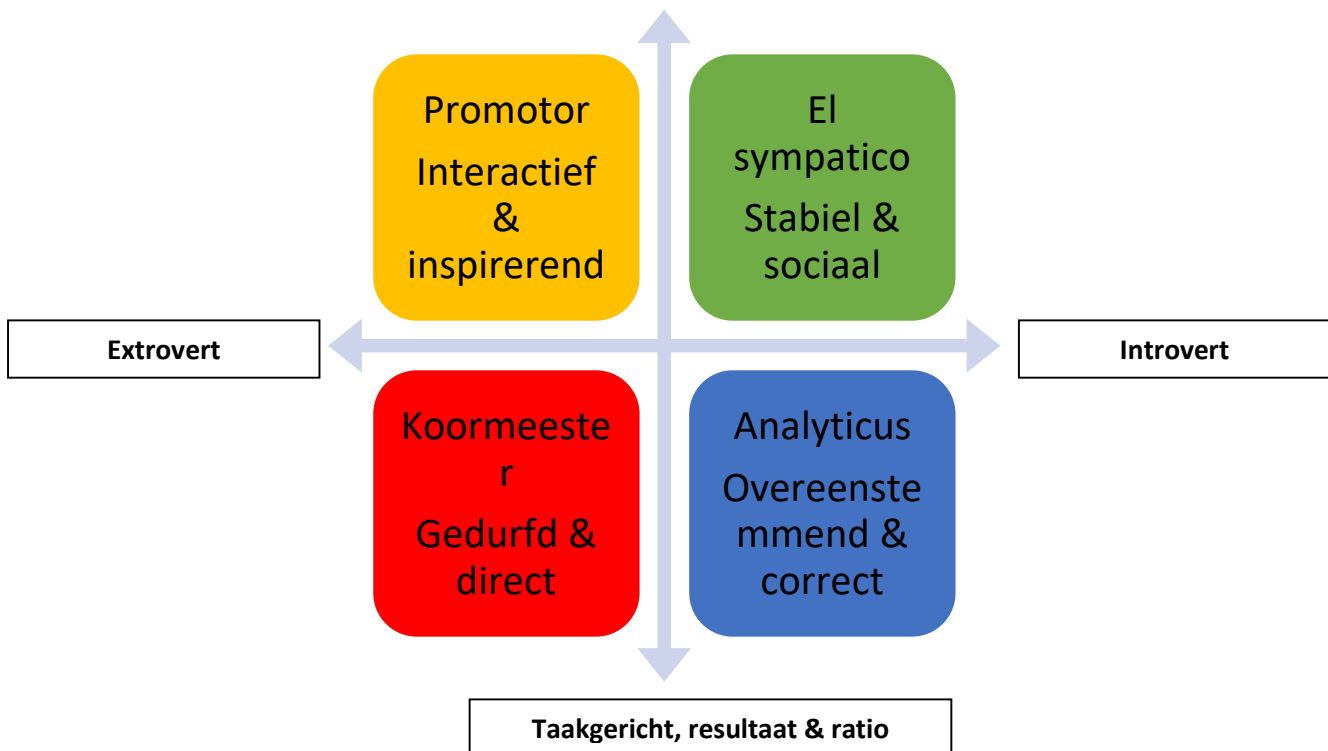 Promotor
Interactief
&
inspirerend
El
sympatico
Stabiel &
sociaal
Extrovert
Introvert
Koormeeste
r
Gedurfd &
direct
Analyticus
Overeenste
mmend &
correct
Taakgericht, resultaat & ratio